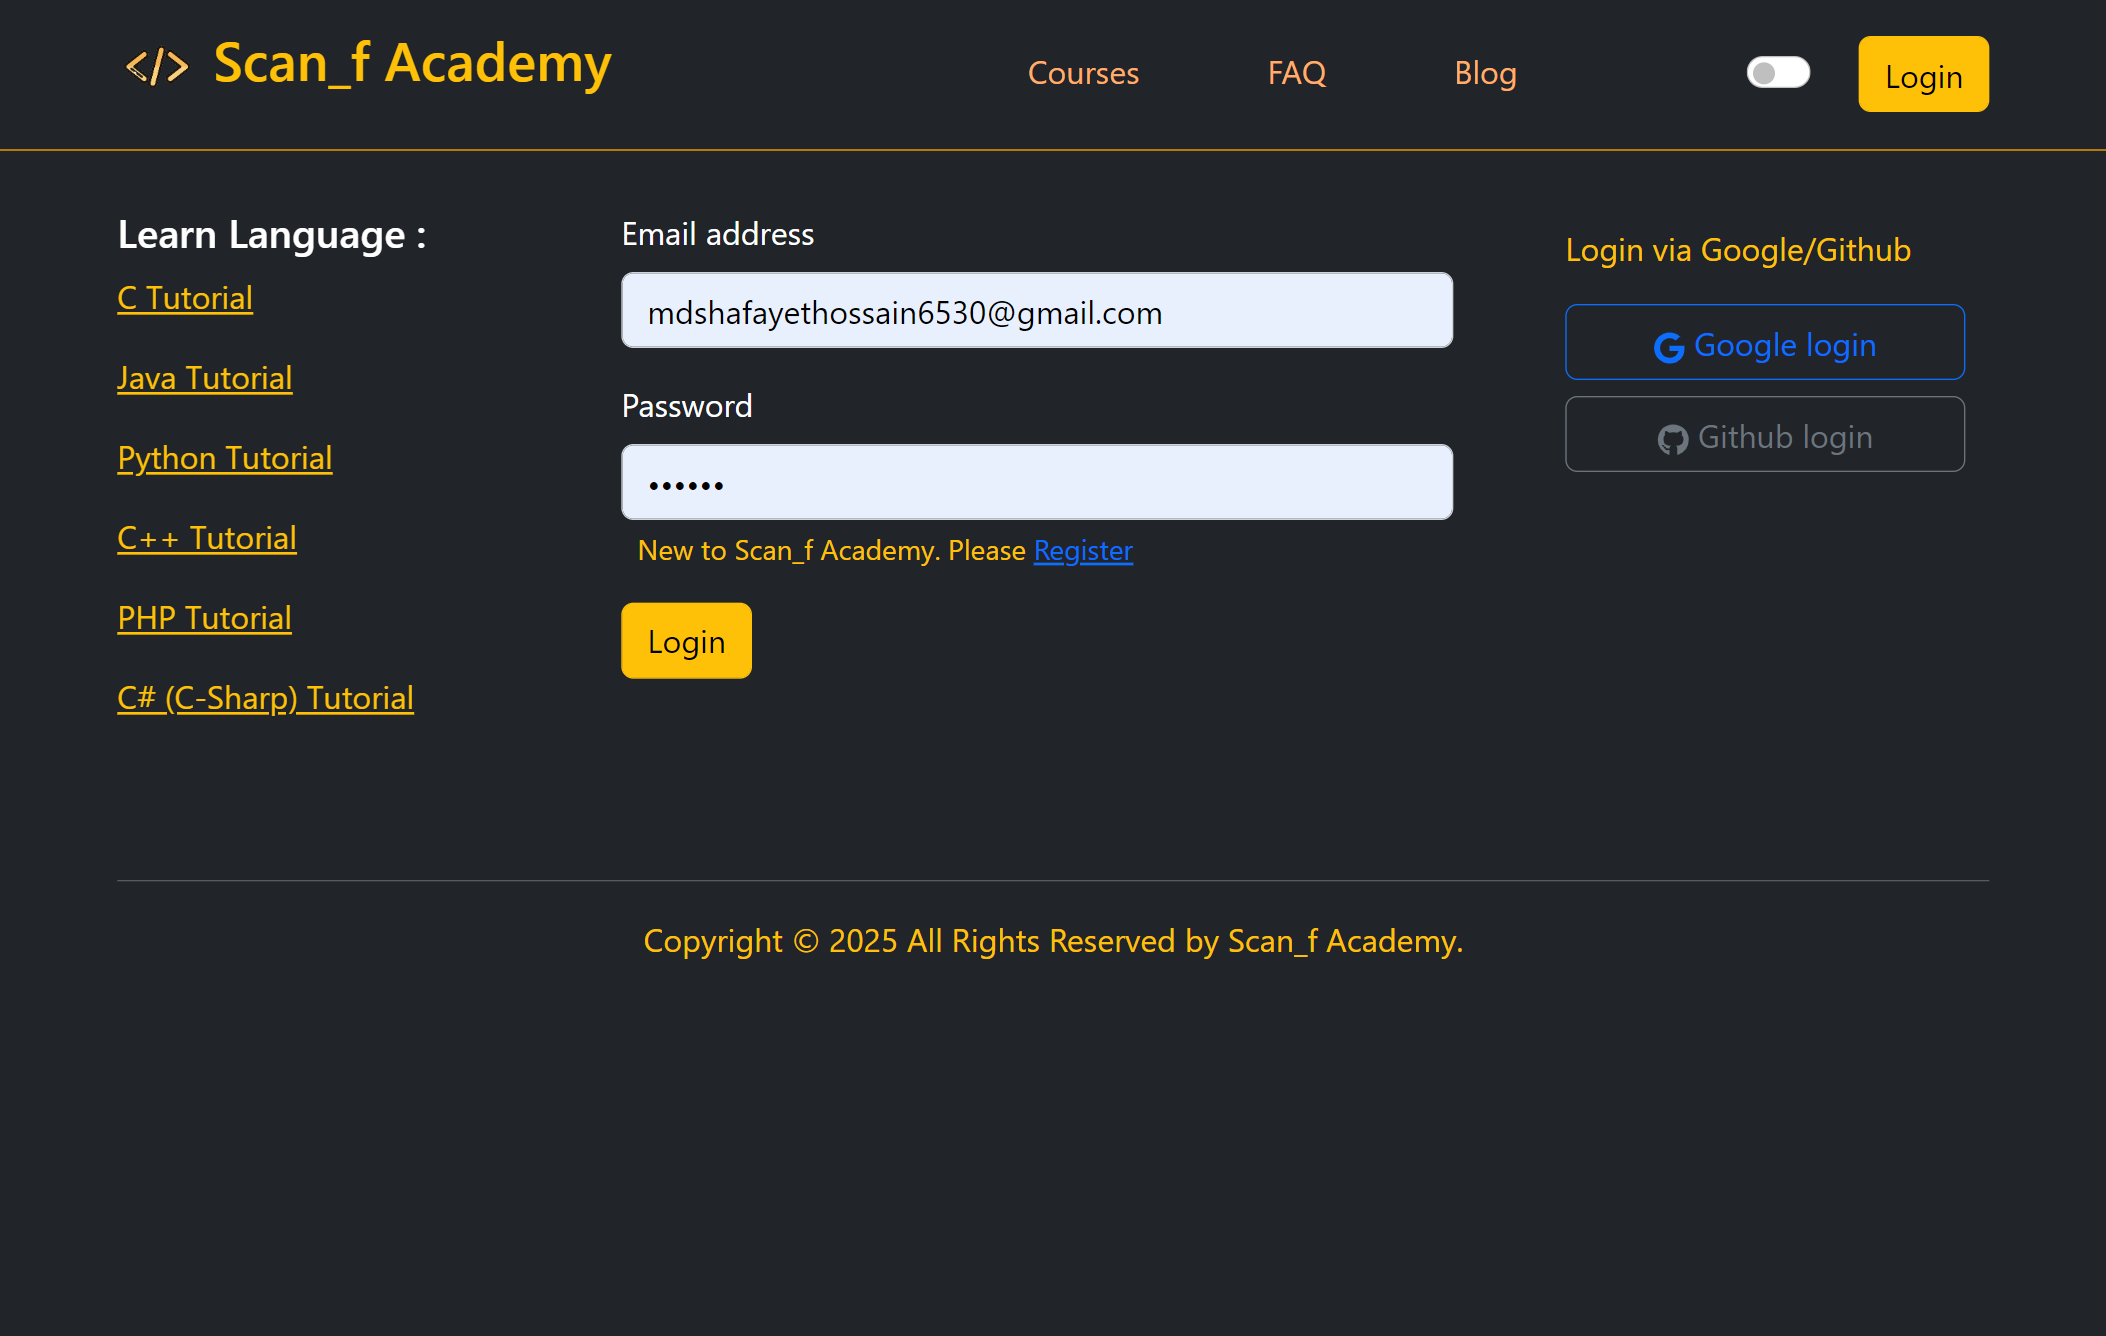 </> Scan_f Academy
Courses
FAQ
Blog
Login
Learn Language :
C Tutorial
Java Tutorial
Python Tutorial
C++ Tutorial
PHP Tutorial
C# (C-Sharp) Tutorial
Email address
mdshafayethossain6530@gmail.com
Password
••••••
New to Scan_f Academy. Please Register
Login
Login via Google/Github
Google login
Github login
Copyright © 2025 All Rights Reserved by Scan_f Academy.